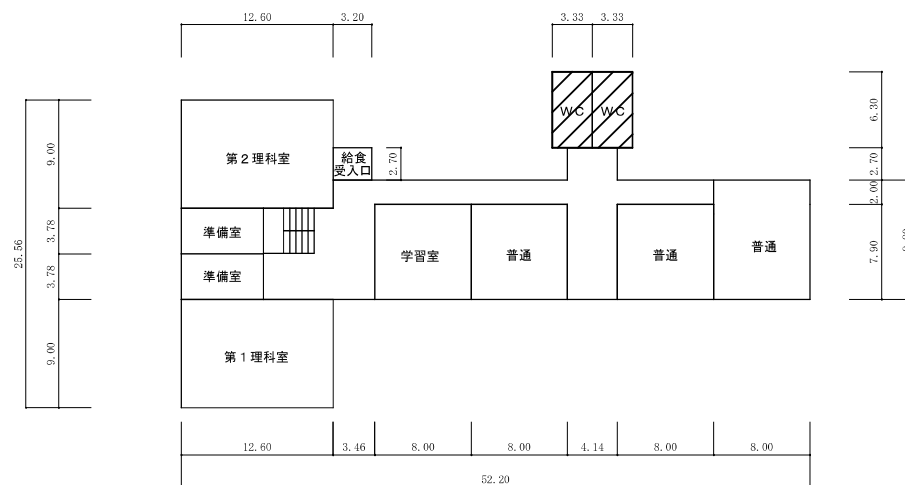 12.60
3.20
3.33
3.33
WC
WC
6.30
2.70
2.00
7.90
25.56
9.00
3.78
3.78
9.00
第2理科室
給食
受入口
2.70
準備室
準備室
学習室
普通
普通
普通
第1理科室
12.60
3.46
8.00
8.00
4.14
8.00
8.00
52.20